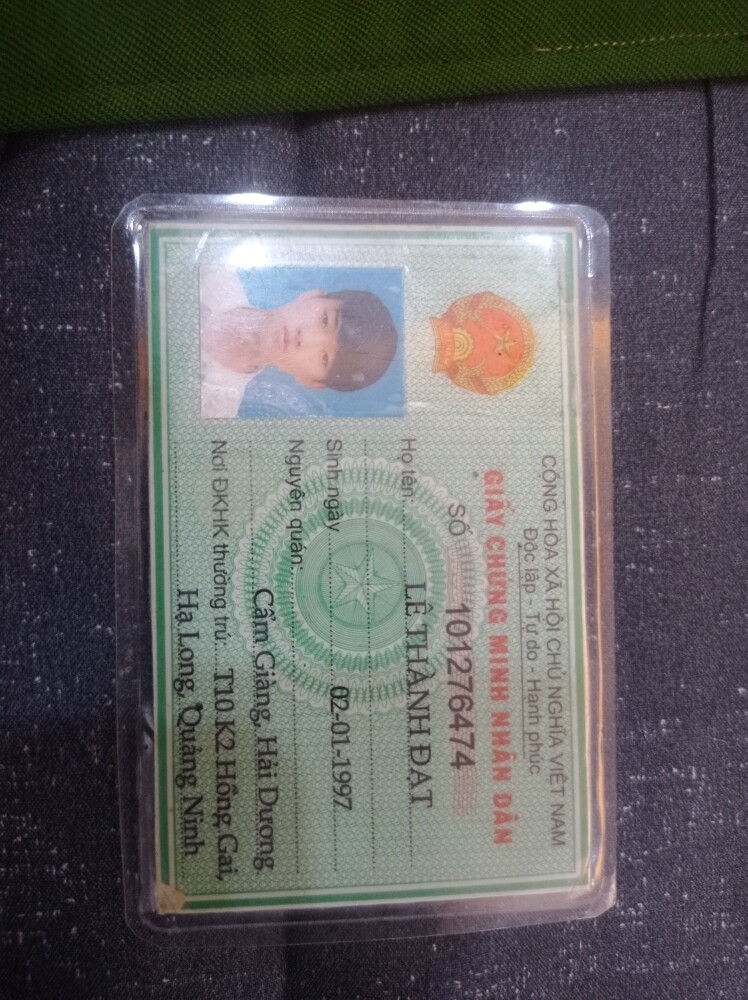 CỘNG HÒA XÃ HỘI CHỦ NGHĨA VIỆT NAM
Độc lập - Tự do - Hạnh phúc
GIẤY CHỨNG MINH NHÂN DÂN
SỐ 101276474
Họ tên: LÊ THÀNH ĐẠT
Sinh ngày 02-01-1997
Nguyên quán: Cẩm Giàng, Hải Dương
Nơi ĐKHK thường trú: T10 K2 Hồng Gai,
Hạ Long, Quảng Ninh